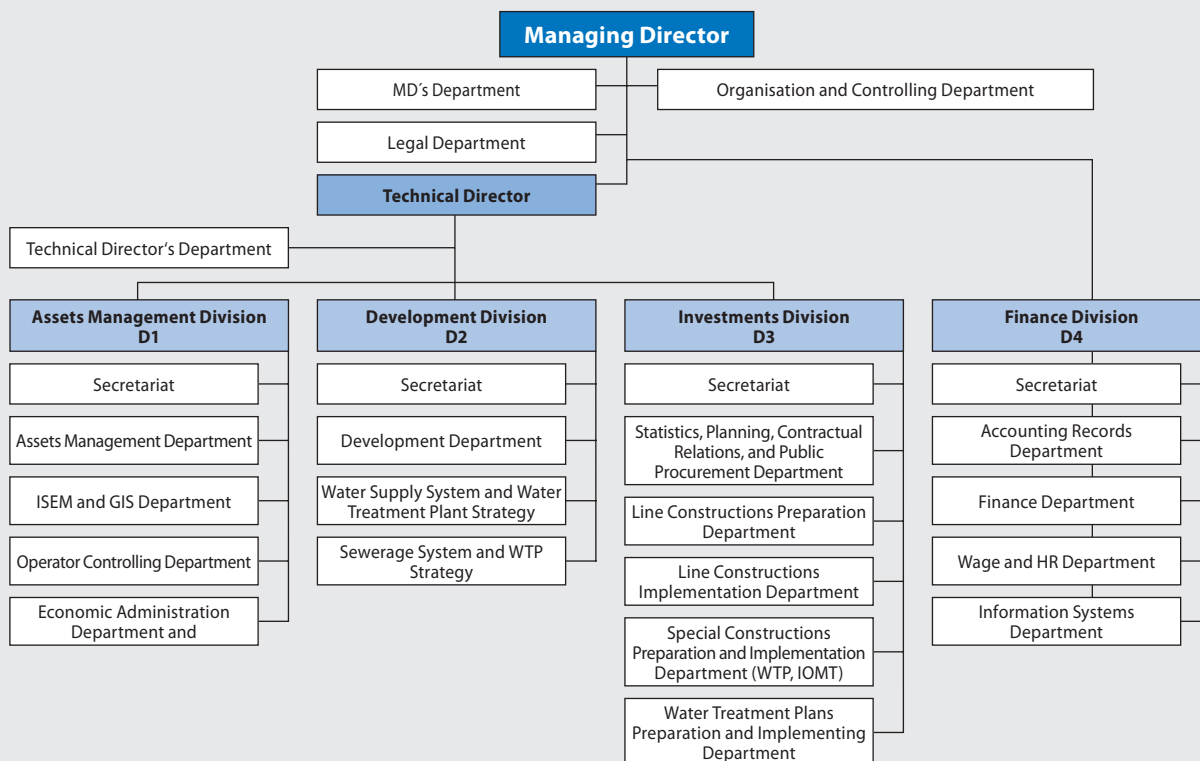 Managing Director
MD´s Department
Organisation and Controlling Department
Legal Department
Technical Director
Technical Director‘s Department
Assets Management Division
D1
Secretariat
Assets Management Department
ISEM and GIS Department
Operator Controlling Department
Economic Administration
Department and
Development Division
D2
Secretariat
Development Department
Water Supply System and Water
Treatment Plant Strategy
Sewerage System and WTP
Strategy
Investments Division
D3
Secretariat
Statistics, Planning, Contractual
Relations, and Public
Procurement Department
Line Constructions Preparation
Department
Line Constructions
Implementation Department
Special Constructions
Preparation and Implementation
Department (WTP, IOMT)
Water Treatment Plans
Preparation and Implementing
Department
Finance Division
D4
Secretariat
Accounting Records
Department
Finance Department
Wage and HR Department
Information Systems
Department